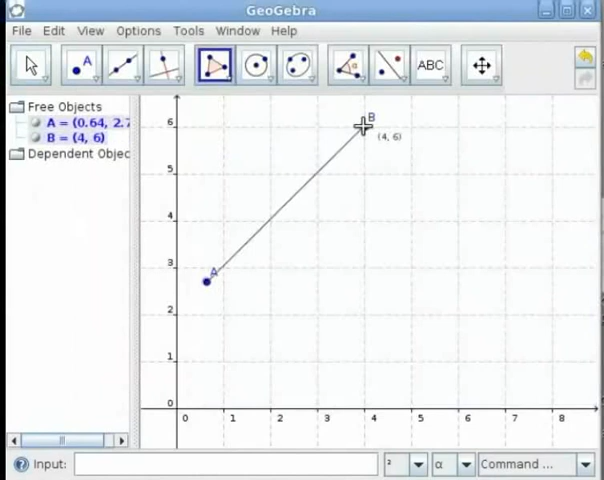 GeoGebra
File Edit View Options Tools Window Help
A
α
ABC
Free Objects
A = (0.64, 2.7
B = (4, 6)
Dependent Objec
B
(4, 6)
A
6
5
4
3
2
1
0
0 1 2 3 4 5 6 7 8
Input:
² α Command ...